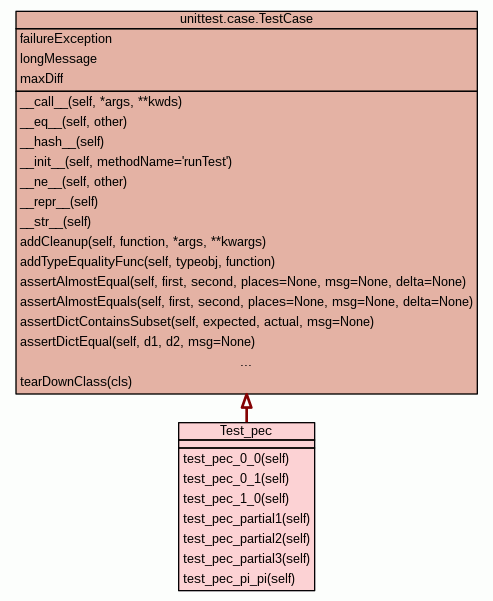 unittest.case.TestCase
failureException
longMessage
maxDiff
__call__(self, *args, **kwds)
__eq__(self, other)
__hash__(self)
__init__(self, methodName='runTest')
__ne__(self, other)
__repr__(self)
__str__(self)
addCleanup(self, function, *args, **kwargs)
addTypeEqualityFunc(self, typeobj, function)
assertAlmostEqual(self, first, second, places=None, msg=None, delta=None)
assertAlmostEquals(self, first, second, places=None, msg=None, delta=None)
assertDictContainsSubset(self, expected, actual, msg=None)
assertDictEqual(self, d1, d2, msg=None)
...
tearDownClass(cls)
Test_pec
test_pec_0_0(self)
test_pec_0_1(self)
test_pec_1_0(self)
test_pec_partial1(self)
test_pec_partial2(self)
test_pec_partial3(self)
test_pec_pi_pi(self)